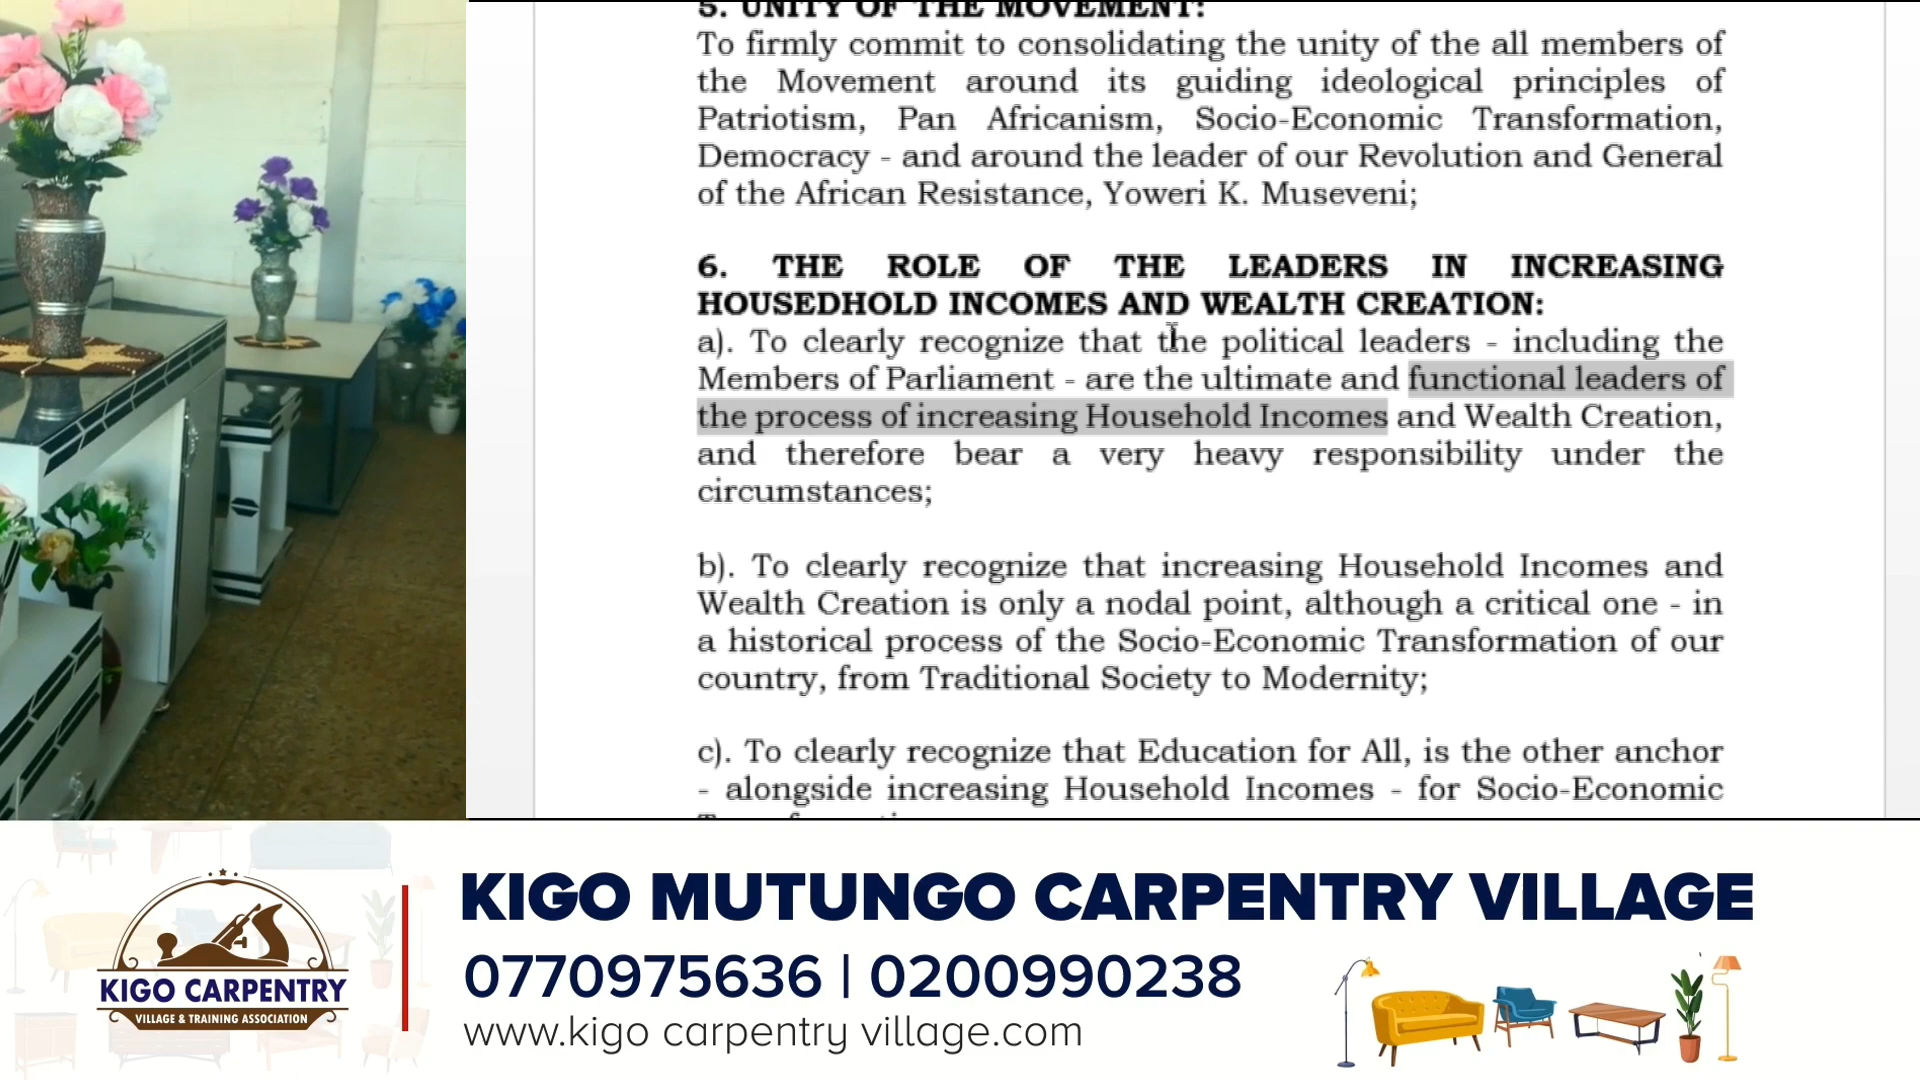 5. UNITY OF THE MOVEMENT:
To firmly commit to consolidating the unity of the all members of
the Movement around its guiding ideological principles of
Patriotism, Pan Africanism, Socio-Economic Transformation,
Democracy - and around the leader of our Revolution and General
of the African Resistance, Yoweri K. Museveni;
6. THE ROLE OF THE LEADERS IN INCREASING
HOUSEDHOLD INCOMES AND WEALTH CREATION:
a). To clearly recognize that the political leaders - including the
Members of Parliament - are the ultimate and functional leaders of
the process of increasing Household Incomes and Wealth Creation,
and therefore bear a very heavy responsibility under the
circumstances;
b). To clearly recognize that increasing Household Incomes and
Wealth Creation is only a nodal point, although a critical one - in
a historical process of the Socio-Economic Transformation of our
country, from Traditional Society to Modernity;
c). To clearly recognize that Education for All, is the other anchor
- alongside increasing Household Incomes - for Socio-Economic
KIGO CARPENTRY
VILLAGE & TRAINING ASSOCIATION
KIGO MUTUNGO CARPENTRY VILLAGE
0770975636 | 0200990238
www.kigo carpentry village.com